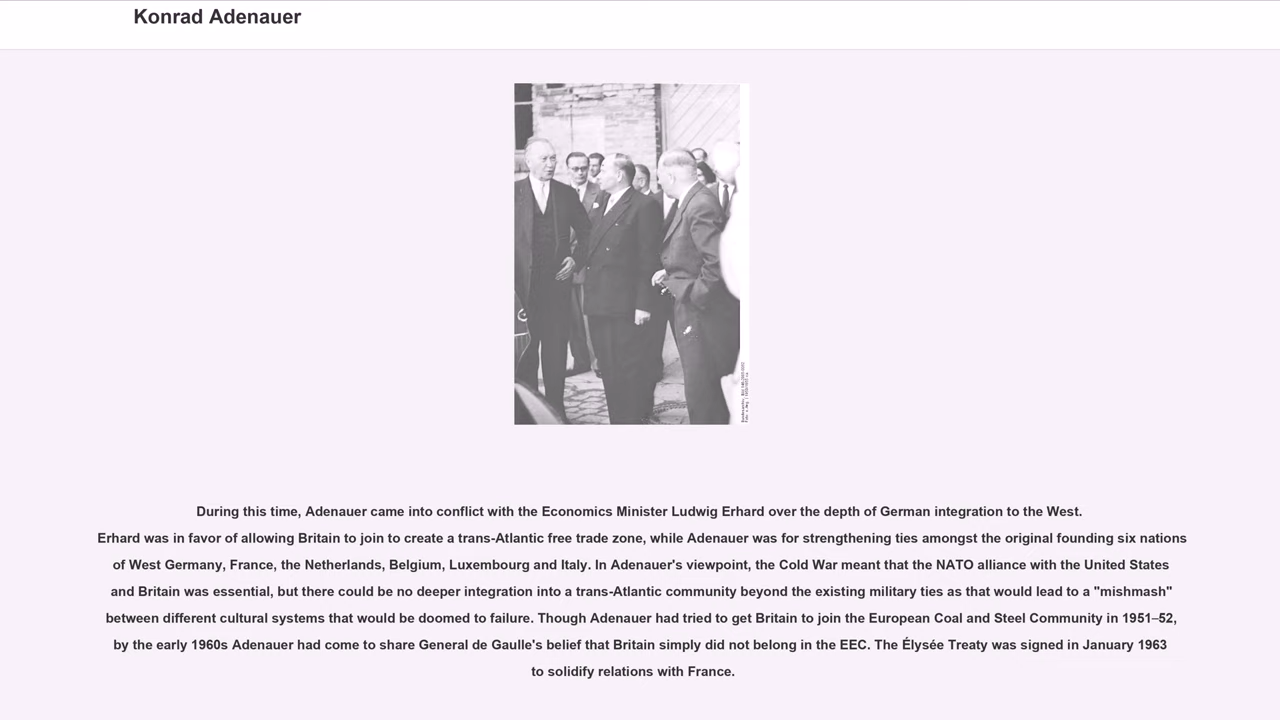 Konrad Adenauer
During this time, Adenauer came into conflict with the Economics Minister Ludwig Erhard over the depth of German integration to the West.
Erhard was in favor of allowing Britain to join to create a trans-Atlantic free trade zone, while Adenauer was for strengthening ties amongst the original founding six nations
of West Germany, France, the Netherlands, Belgium, Luxembourg and Italy. In Adenauer's viewpoint, the Cold War meant that the NATO alliance with the United States
and Britain was essential, but there could be no deeper integration into a trans-Atlantic community beyond the existing military ties as that would lead to a "mishmash"
between different cultural systems that would be doomed to failure. Though Adenauer had tried to get Britain to join the European Coal and Steel Community in 1951–52,
by the early 1960s Adenauer had come to share General de Gaulle's belief that Britain simply did not belong in the EEC. The Élysée Treaty was signed in January 1963
to solidify relations with France.